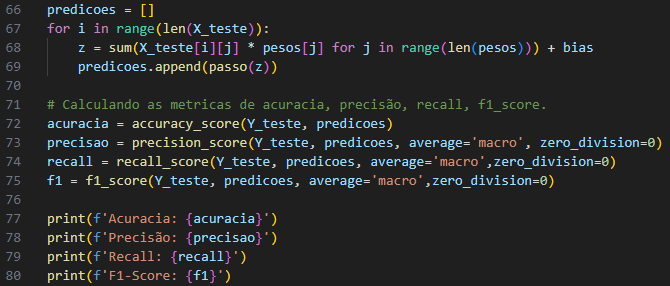 66 predicoes = []
67 for i in range(len(X_teste)):
68 z = sum(X_teste[i][j] * pesos[j] for j in range(len(pesos))) + bias
69 predicoes.append(passo(z))
70
71 # Calculando as metricas de acuracia, precisão, recall, f1_score.
72 acuracia = accuracy_score(Y_teste, predicoes)
73 precisao = precision_score(Y_teste, predicoes, average='macro', zero_division=0)
74 recall = recall_score(Y_teste, predicoes, average='macro',zero_division=0)
75 f1 = f1_score(Y_teste, predicoes, average='macro',zero_division=0)
76
77 print(f'Acuracia: {acuracia}')
78 print(f'Precisão: {precisao}')
79 print(f'Recall: {recall}')
80 print(f'F1-Score: {f1}')